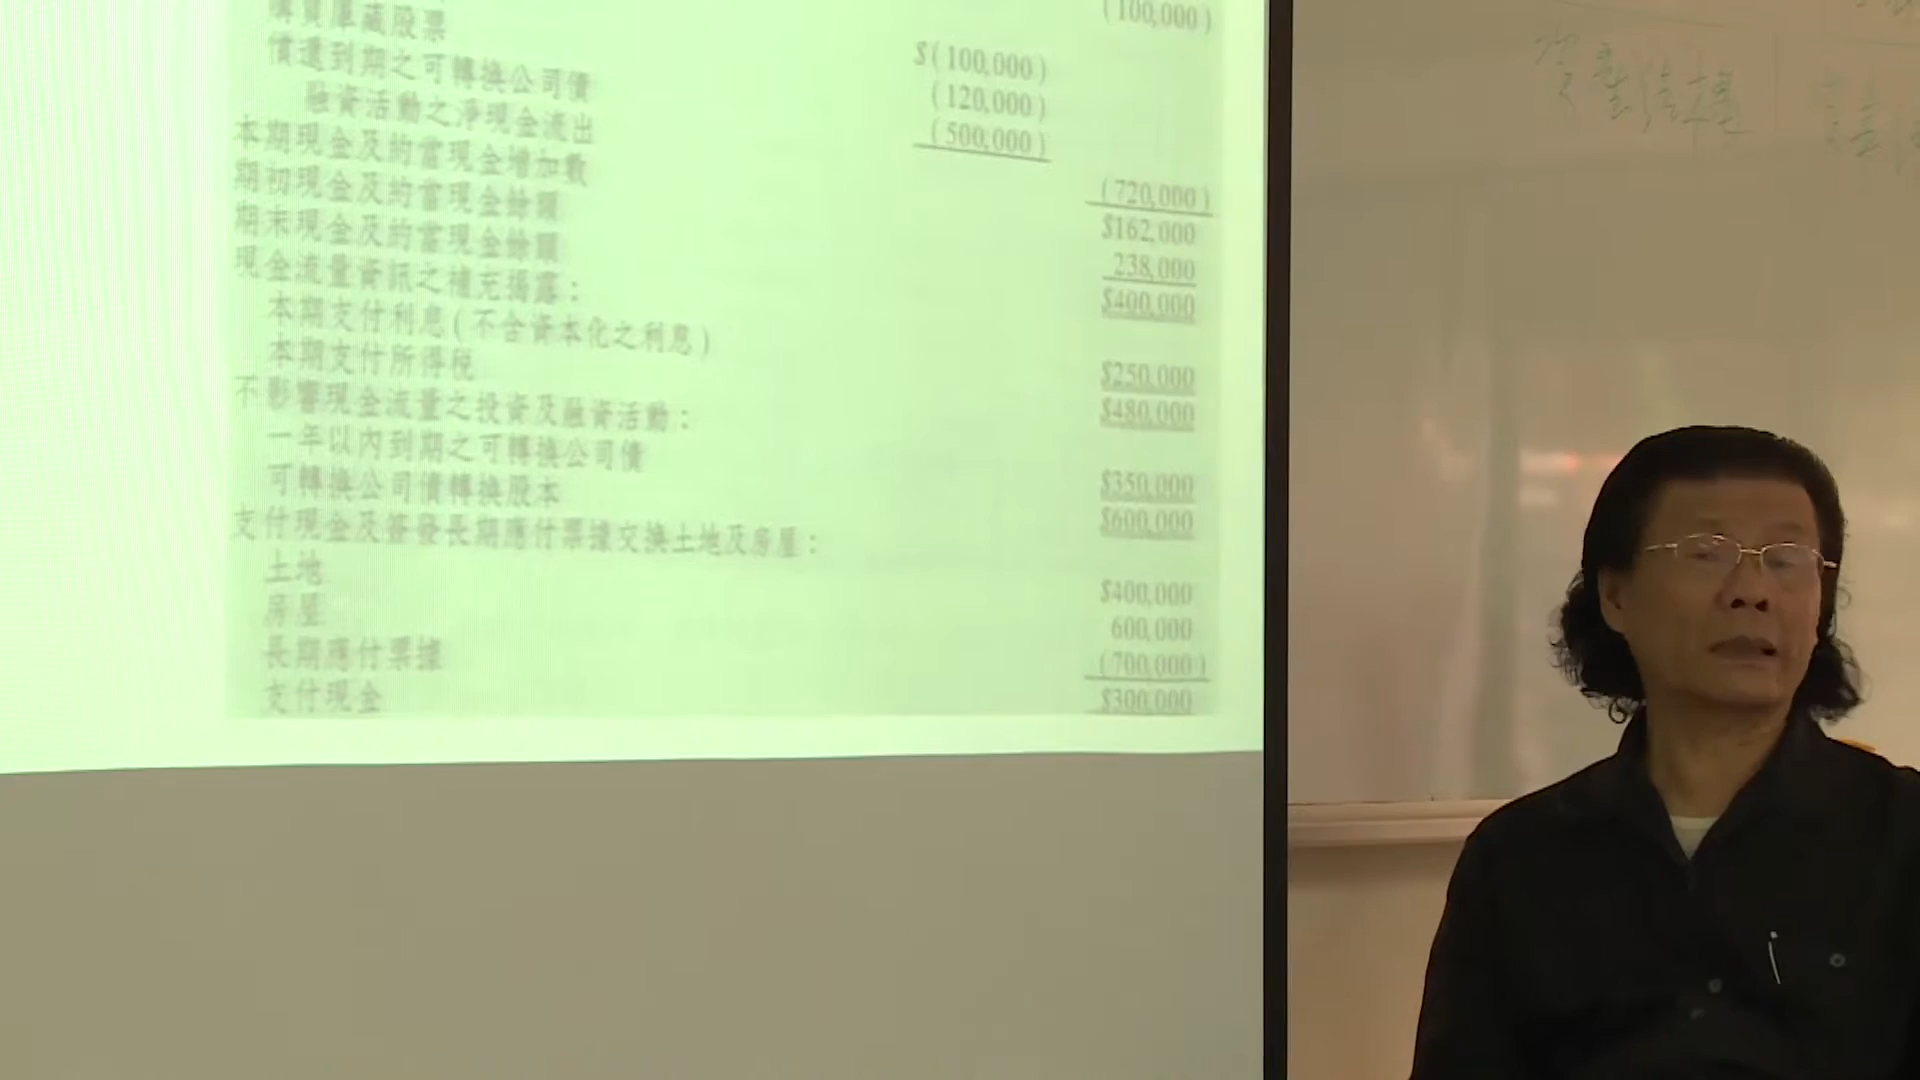 (100,000)
購買庫藏股票 $(100,000)
償還到期之可轉換公司債 (120,000)
融資活動之淨現金流出 (500,000)
本期現金及約當現金增加數 (720,000)
期初現金及約當現金餘額 $162,000
期末現金及約當現金餘額 238,000
現金流量資訊之補充揭露： $400,000
本期支付利息(不含資本化之利息)
本期支付所得稅 $250,000
不影響現金流量之投資及融資活動： $480,000
一年以內到期之可轉換公司債
可轉換公司債轉換股本 $350,000
支付現金及簽發長期應付票據交換土地及房屋： $600,000
土地 $400,000
房屋 600,000
長期應付票據 (700,000)
支付現金 $300,000